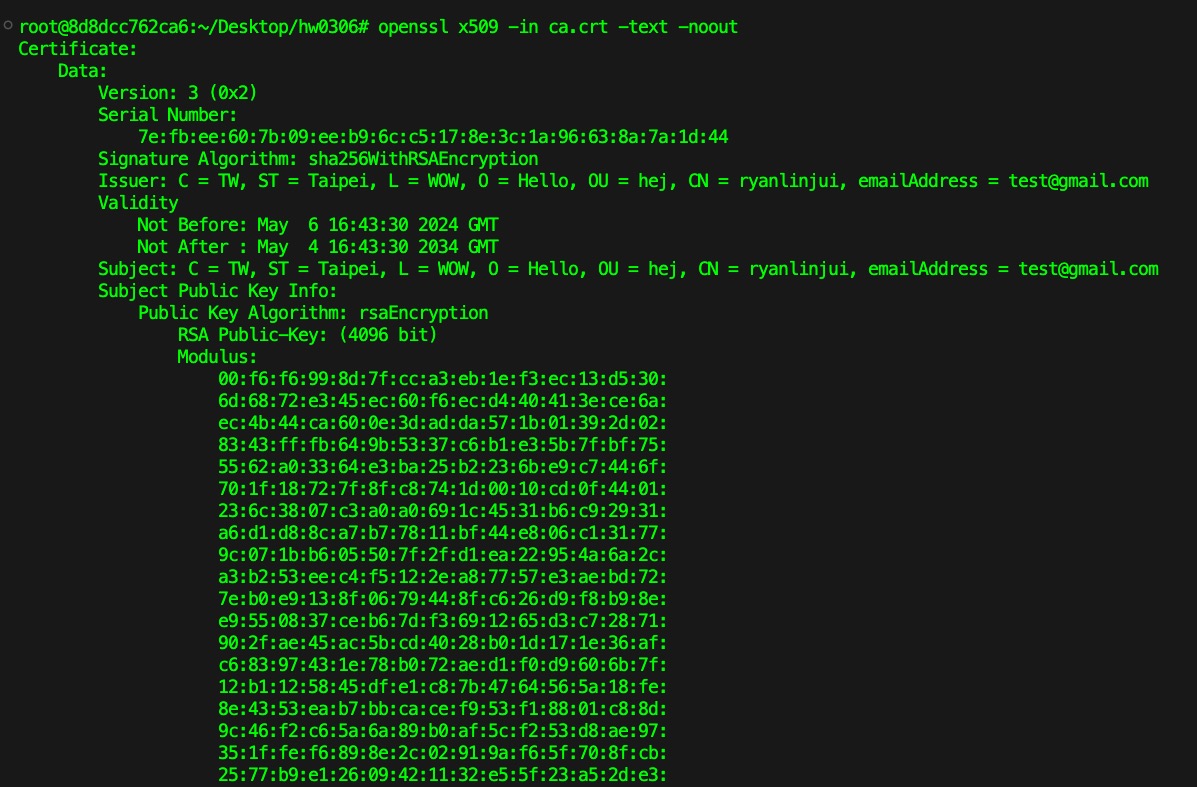 root@8d8dcc762ca6:~/Desktop/hw0306# openssl x509 -in ca.crt -text -noout
Certificate:
    Data:
        Version: 3 (0x2)
        Serial Number:
            7e:fb:ee:60:7b:09:ee:b9:6c:c5:17:8e:3c:1a:96:63:8a:7a:1d:44
        Signature Algorithm: sha256WithRSAEncryption
        Issuer: C = TW, ST = Taipei, L = WOW, O = Hello, OU = hej, CN = ryanlinjui, emailAddress = test@gmail.com
        Validity
            Not Before: May  6 16:43:30 2024 GMT
            Not After : May  4 16:43:30 2034 GMT
        Subject: C = TW, ST = Taipei, L = WOW, O = Hello, OU = hej, CN = ryanlinjui, emailAddress = test@gmail.com
        Subject Public Key Info:
            Public Key Algorithm: rsaEncryption
                RSA Public-Key: (4096 bit)
                Modulus:
                    00:f6:f6:99:8d:7f:cc:a3:eb:1e:f3:ec:13:d5:30:
                    6d:68:72:e3:45:ec:60:f6:ec:d4:40:41:3e:ce:6a:
                    ec:4b:44:ca:60:0e:3d:ad:da:57:1b:01:39:2d:02:
                    83:43:ff:fb:64:9b:53:37:c6:b1:e3:5b:7f:bf:75:
                    55:62:a0:33:64:e3:ba:25:b2:23:6b:e9:c7:44:6f:
                    70:1f:18:72:7f:8f:c8:74:1d:00:10:cd:0f:44:01:
                    23:6c:38:07:c3:a0:a0:69:1c:45:31:b6:c9:29:31:
                    a6:d1:d8:8c:a7:b7:78:11:bf:44:e8:06:c1:31:77:
                    9c:07:1b:b6:05:50:7f:2f:d1:ea:22:95:4a:6a:2c:
                    a3:b2:53:ee:c4:f5:12:2e:a8:77:57:e3:ae:bd:72:
                    7e:b0:e9:13:8f:06:79:44:8f:c6:26:d9:f8:b9:8e:
                    e9:55:08:37:ce:b6:7d:f3:69:12:65:d3:c7:28:71:
                    90:2f:ae:45:ac:5b:cd:40:28:b0:1d:17:1e:36:af:
                    c6:83:97:43:1e:78:b0:72:ae:d1:f0:d9:60:6b:7f:
                    12:b1:12:58:45:df:e1:c8:7b:47:64:56:5a:18:fe:
                    8e:43:53:ea:b7:bb:ca:ce:f9:53:f1:88:01:c8:8d:
                    9c:46:f2:c6:5a:6a:89:b0:af:5c:f2:53:d8:ae:97:
                    35:1f:fe:f6:89:8e:2c:02:91:9a:f6:5f:70:8f:cb:
                    25:77:b9:e1:26:09:42:11:32:e5:5f:23:a5:2d:e3: